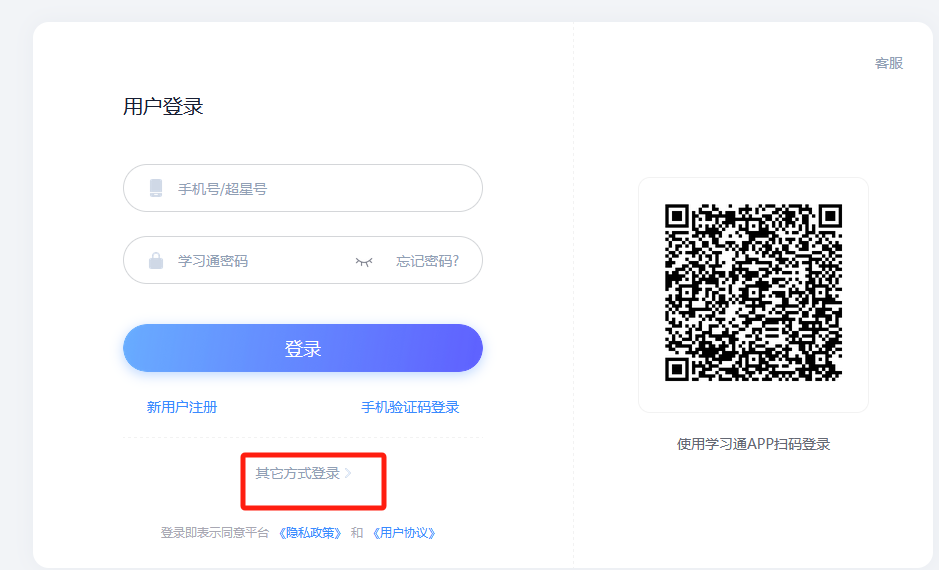 客服
用户登录
手机号/超星号
学习通密码 忘记密码?
登录
新用户注册 手机验证码登录
其它方式登录
登录即表示同意平台 《隐私政策》 和 《用户协议》
使用学习通APP扫码登录